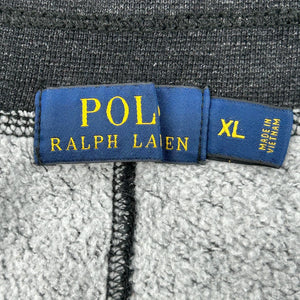 POL
RALPH LA EN
XL
MADE IN
VIETNAM